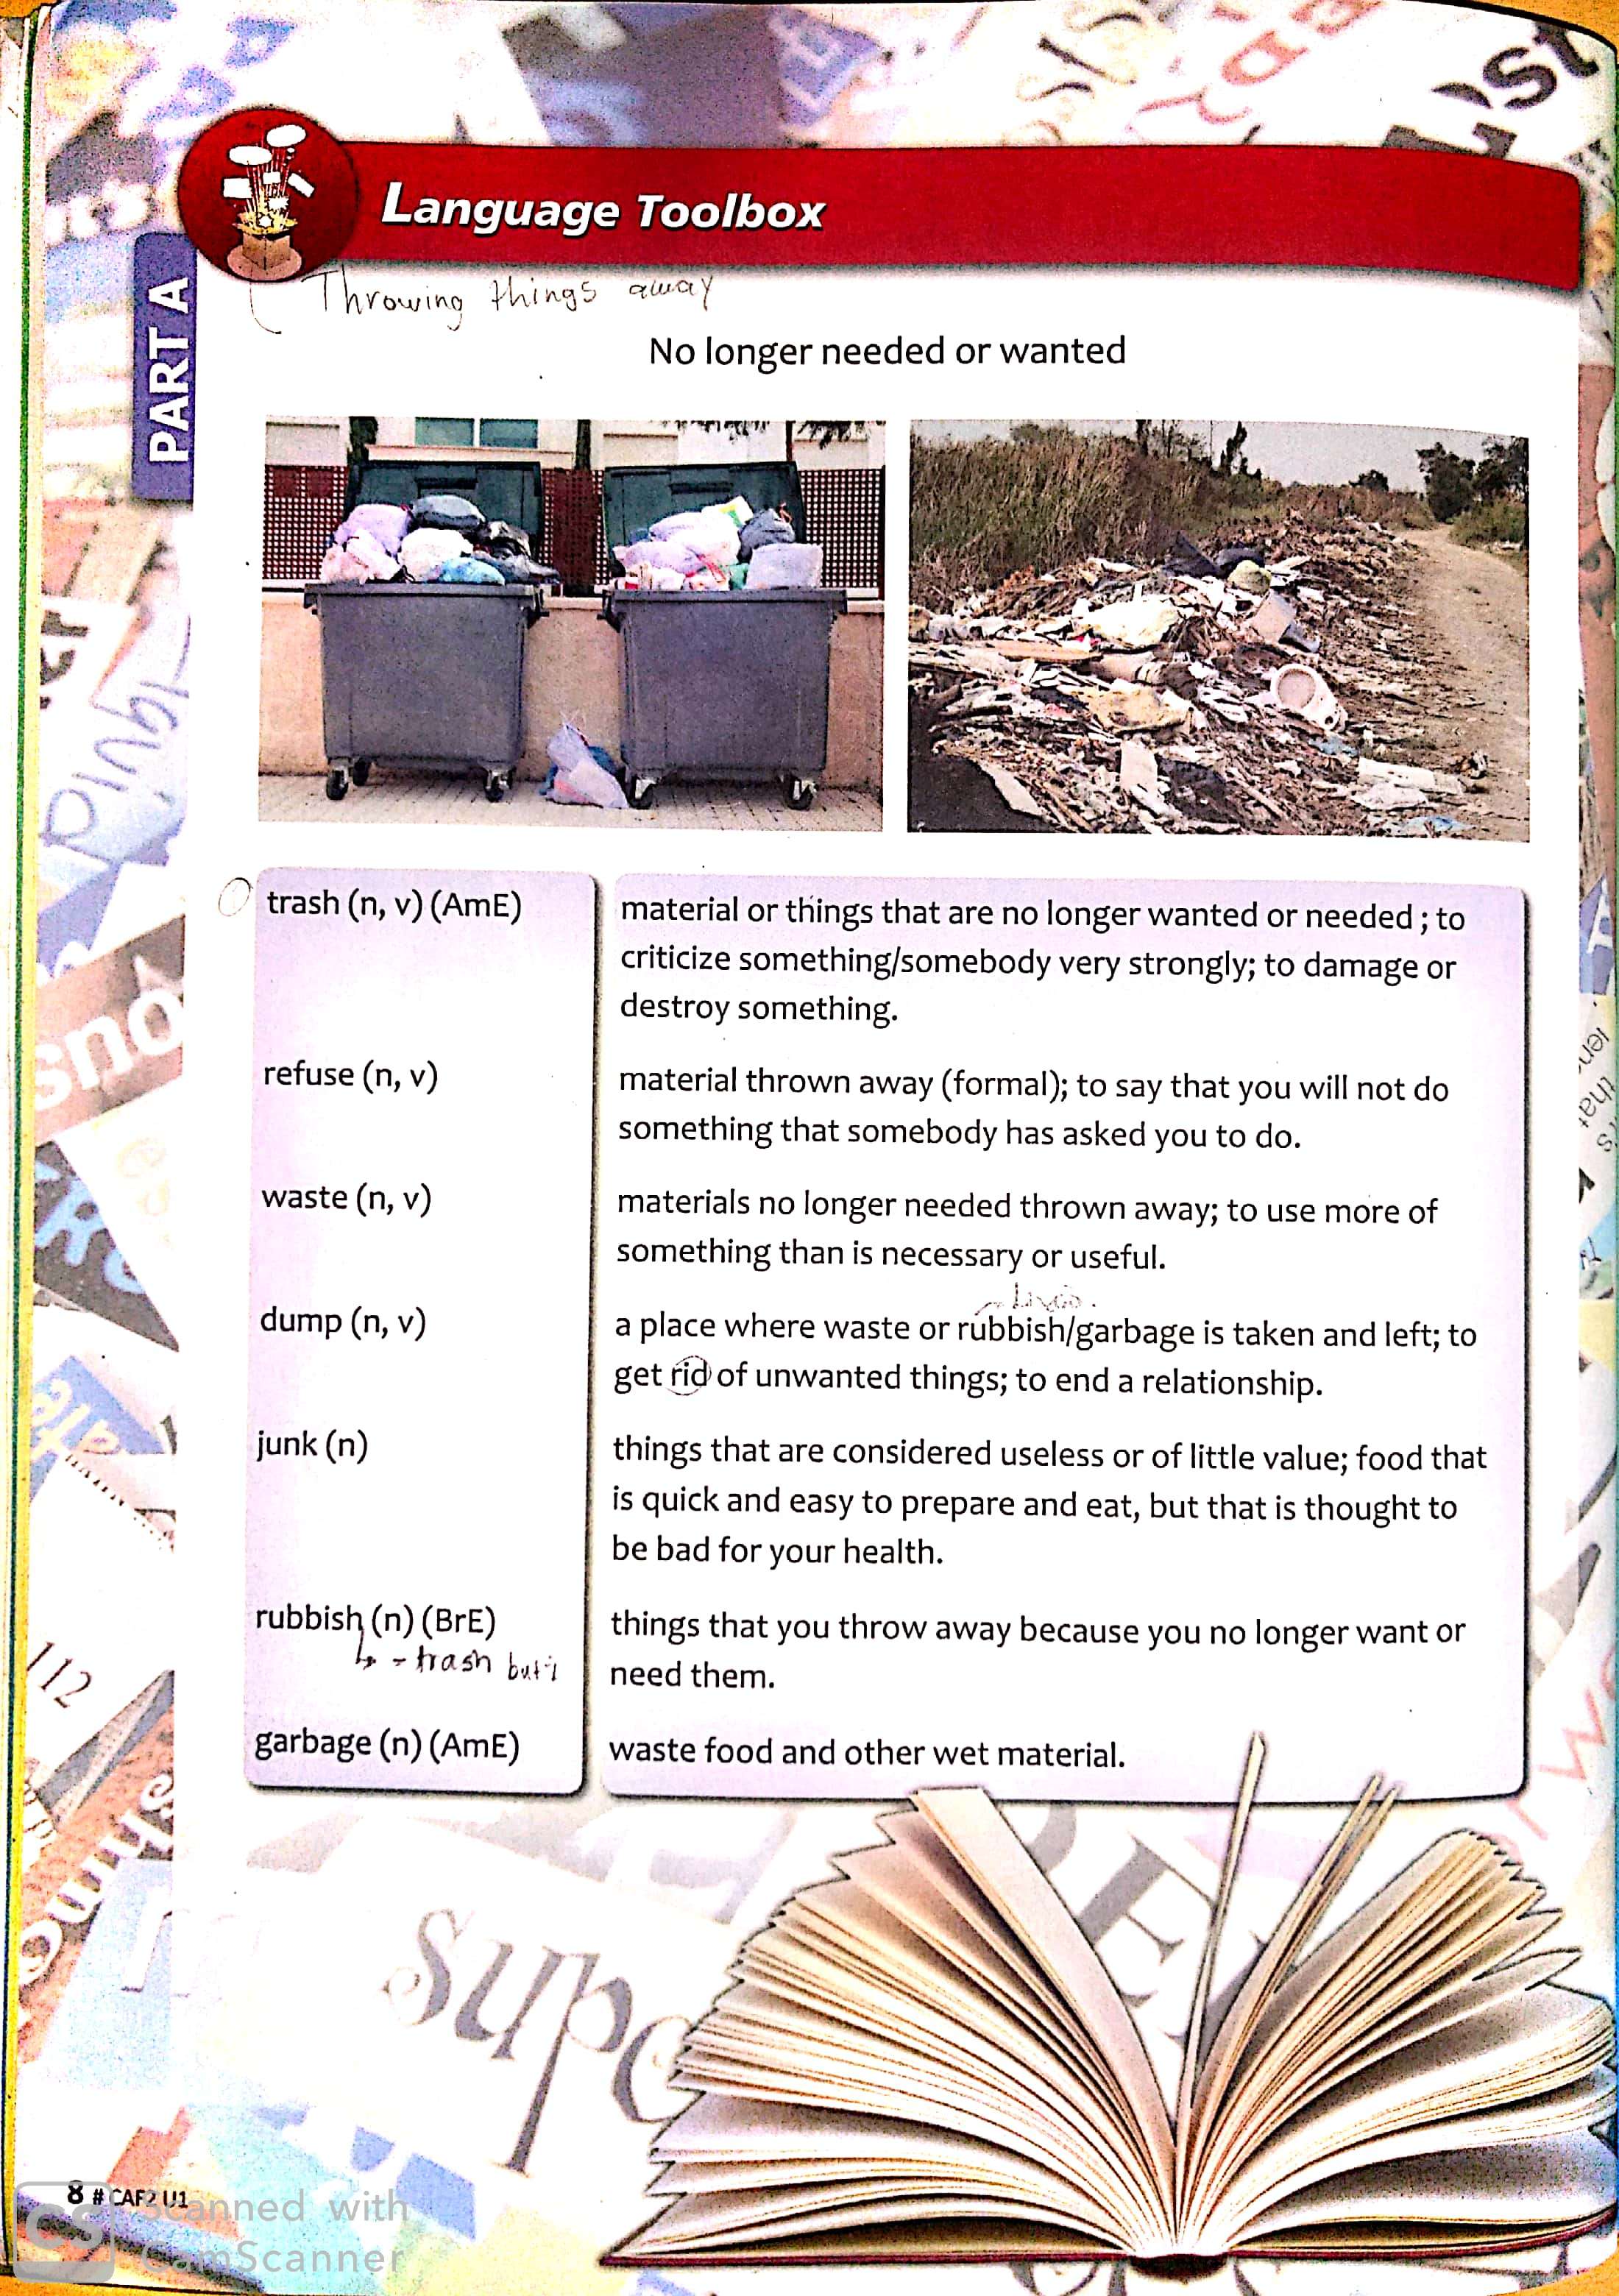 Language Toolbox
PART A
Throwing things away
No longer needed or wanted
trash (n, v) (AmE)
material or things that are no longer wanted or needed ; to
criticize something/somebody very strongly; to damage or
destroy something.
refuse (n, v)
material thrown away (formal); to say that you will not do
something that somebody has asked you to do.
waste (n, v)
materials no longer needed thrown away; to use more of
something than is necessary or useful.
dump (n, v)
a place where waste or rubbish/garbage is taken and left; to
get rid of unwanted things; to end a relationship.
junk (n)
things that are considered useless or of little value; food that
is quick and easy to prepare and eat, but that is thought to
be bad for your health.
rubbish (n) (BrE)
- trash
things that you throw away because you no longer want or
need them.
garbage (n) (AmE)
waste food and other wet material.
sno
112
supe
8 # CAF2 U1
CS
Scanned with
CamScanner